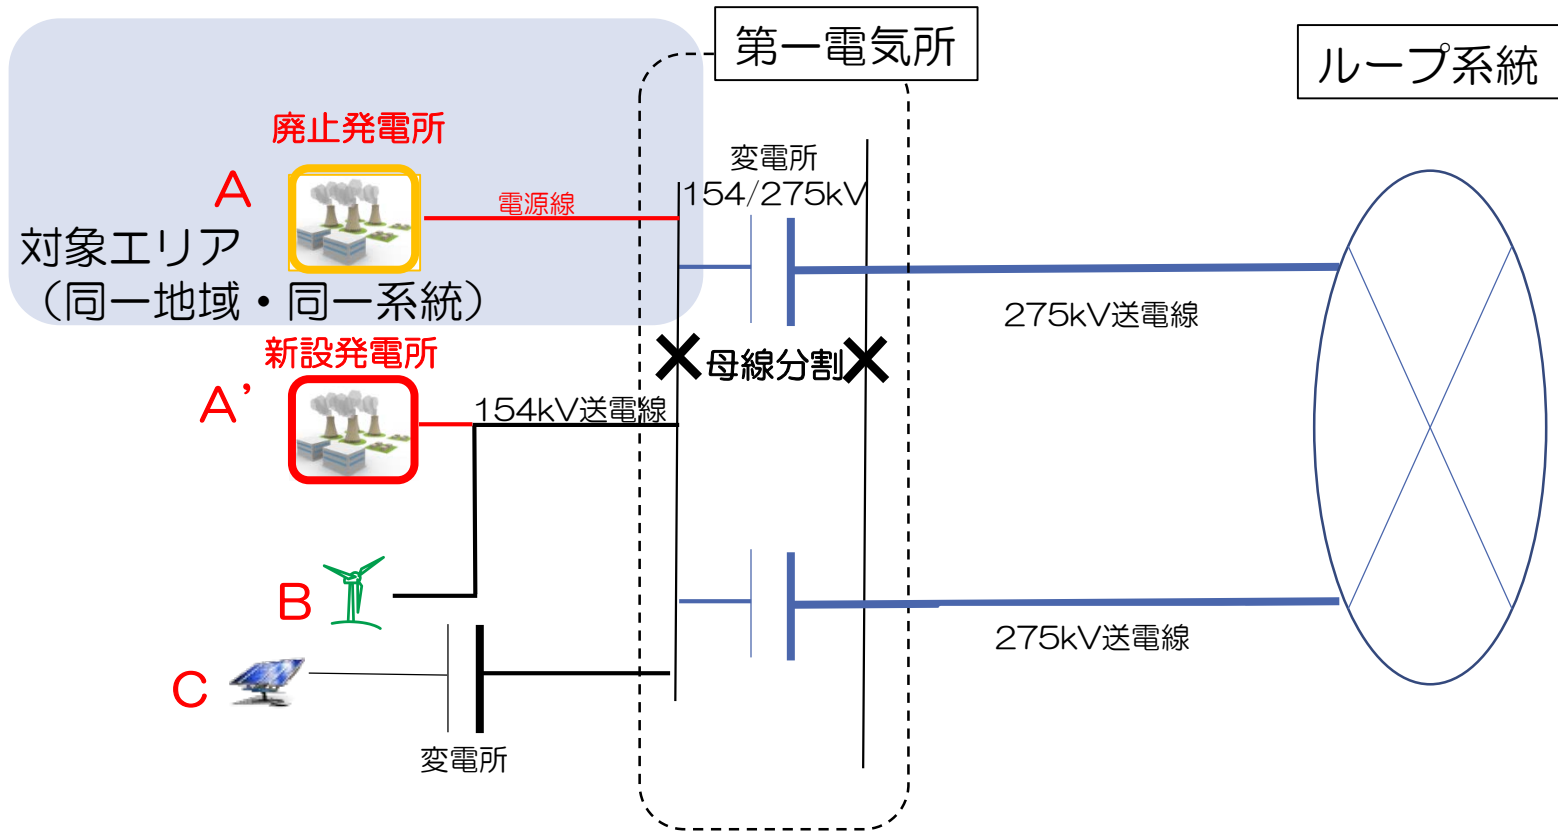 第一電気所
ループ系統
廃止発電所
A
電源線
変電所
154/275kV
対象エリア
（同一地域・同一系統）
275kV送電線
新設発電所
母線分割
A’
154kV送電線
B
275kV送電線
C
変電所